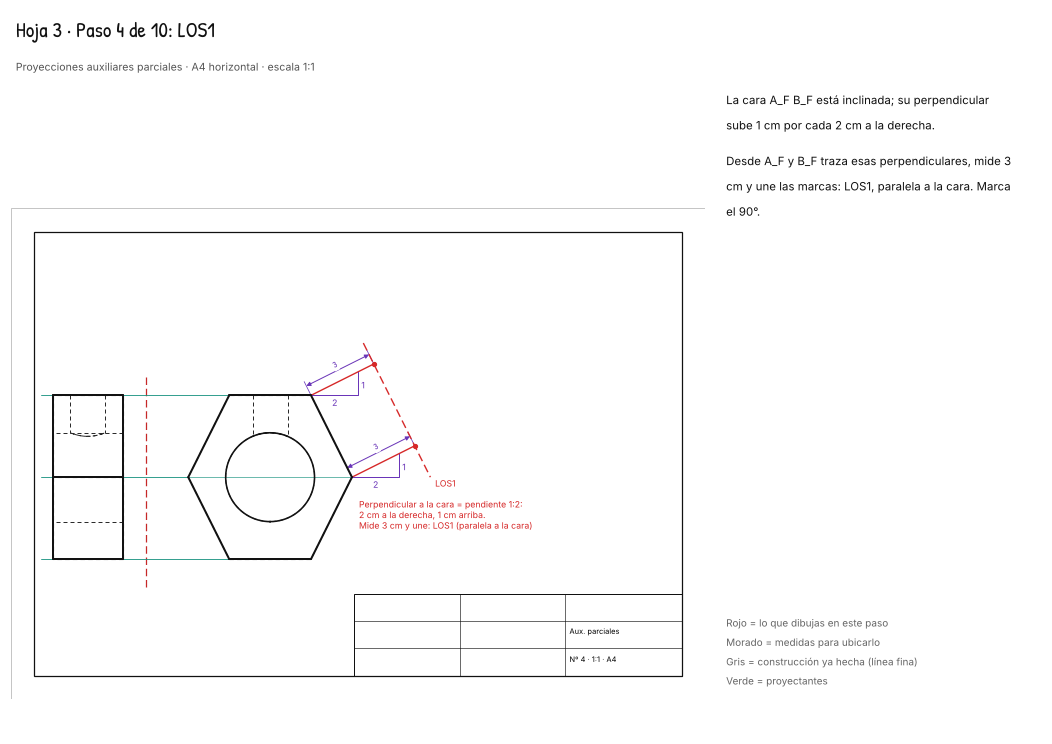 Hoja 3 · Paso 4 de 10: LOS1
Proyecciones auxiliares parciales · A4 horizontal · escala 1:1
La cara A_F B_F está inclinada; su perpendicular
sube 1 cm por cada 2 cm a la derecha.
Desde A_F y B_F traza esas perpendiculares, mide 3
cm y une las marcas: LOS1, paralela a la cara. Marca
el 90°.
3
1
2
3
1
2
LOS1
Perpendicular a la cara = pendiente 1:2:
2 cm a la derecha, 1 cm arriba.
Mide 3 cm y une: LOS1 (paralela a la cara)
Aux. parciales
Nº 4 · 1:1 · A4
Rojo = lo que dibujas en este paso
Morado = medidas para ubicarlo
Gris = construcción ya hecha (línea fina)
Verde = proyectantes